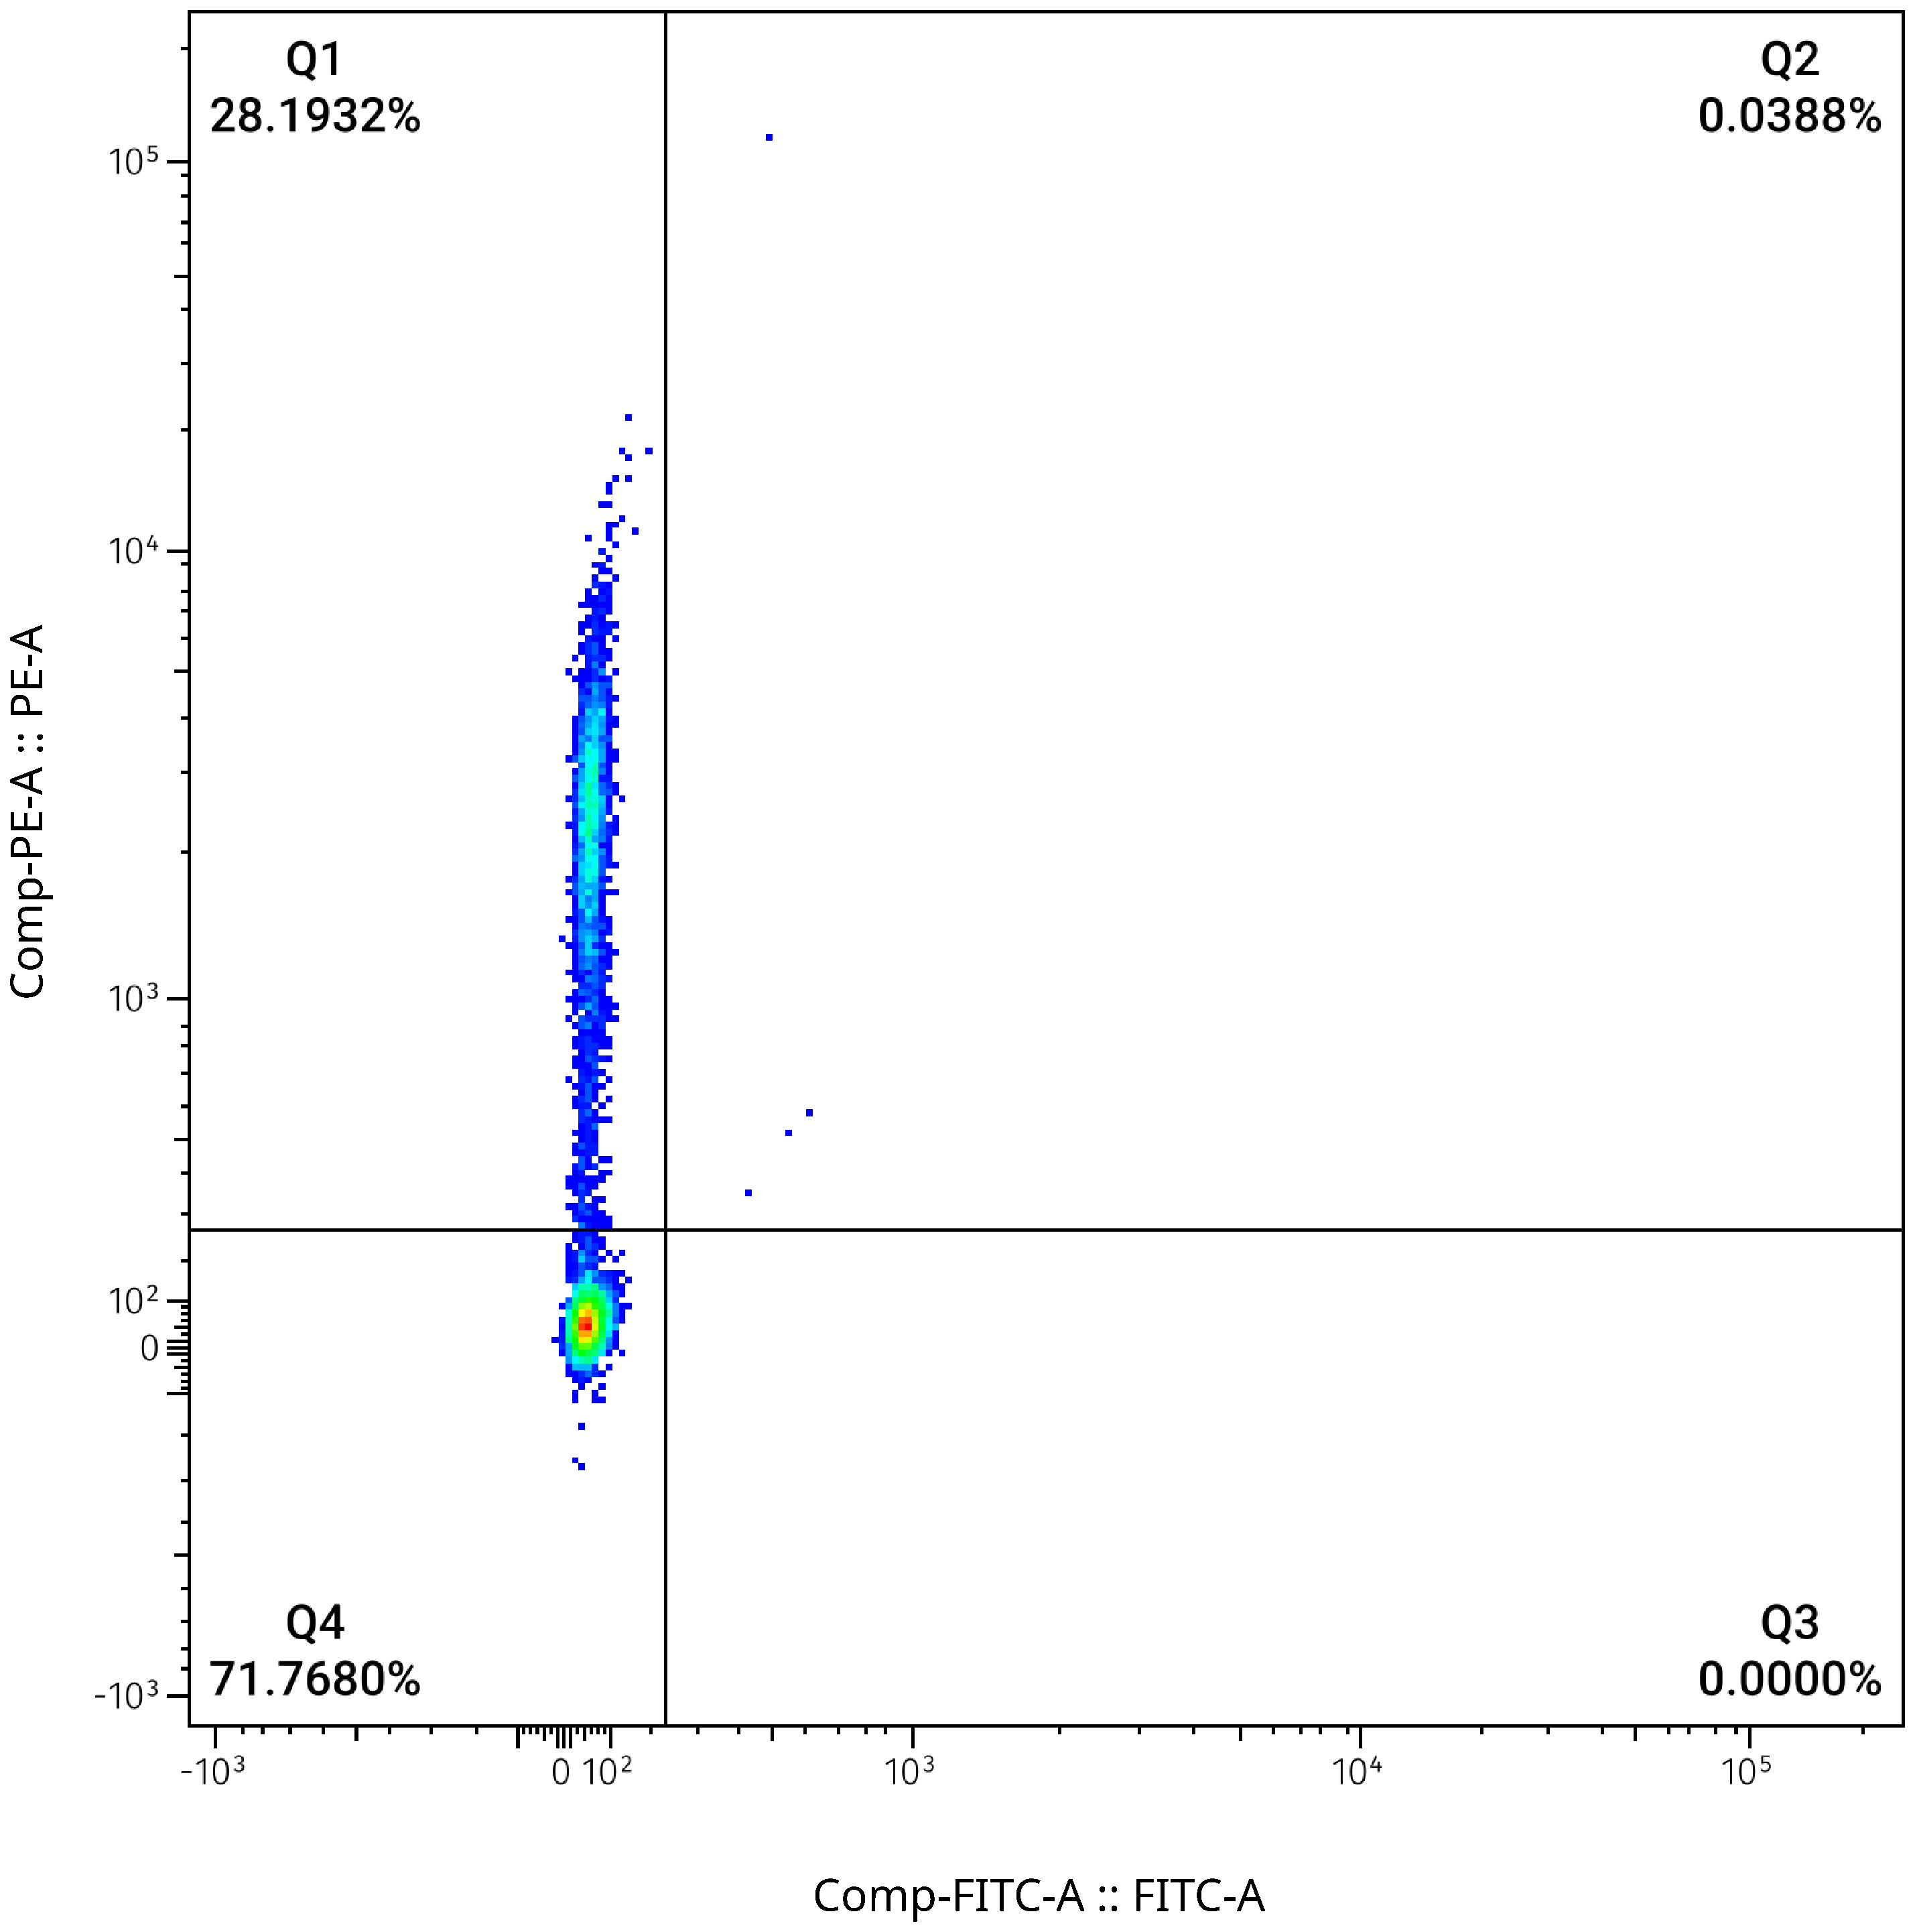 Q1
28.1932%
Q2
0.0388%
10⁵
10⁴
10³
10²
0
-10³
Comp-PE-A :: PE-A
Q4
71.7680%
Q3
0.0000%
-10³ 0 10² 10³ 10⁴ 10⁵
Comp-FITC-A :: FITC-A